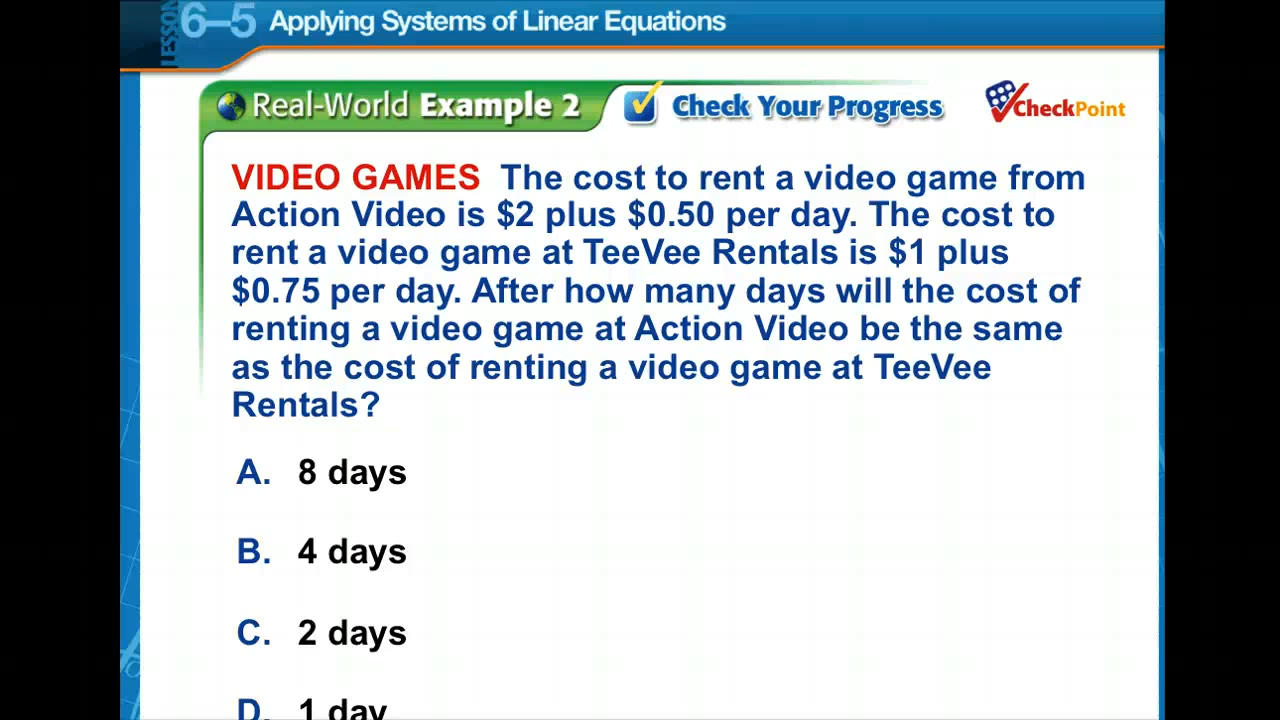 LESSON 6–5 Applying Systems of Linear Equations
Real-World Example 2 Check Your Progress CheckPoint
VIDEO GAMES The cost to rent a video game from
Action Video is $2 plus $0.50 per day. The cost to
rent a video game at TeeVee Rentals is $1 plus
$0.75 per day. After how many days will the cost of
renting a video game at Action Video be the same
as the cost of renting a video game at TeeVee
Rentals?
A. 8 days
B. 4 days
C. 2 days
D. 1 day